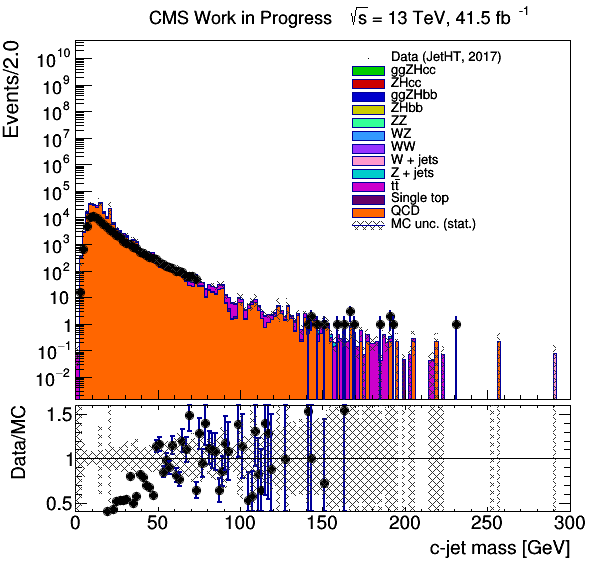 CMS Work in Progress √s = 13 TeV, 41.5 fb⁻¹
Events/2.0
10¹⁰
10⁹
10⁸
10⁷
10⁶
10⁵
10⁴
10³
10²
10
1
10⁻¹
10⁻²
Data (JetHT, 2017)
ggZHcc
ZHcc
ggZHbb
ZHbb
ZZ
WZ
WW
W + jets
Z + jets
tt̄
Single top
QCD
MC unc. (stat.)
Data/MC
1.5
1
0.5
0 50 100 150 200 250 300
c-jet mass [GeV]